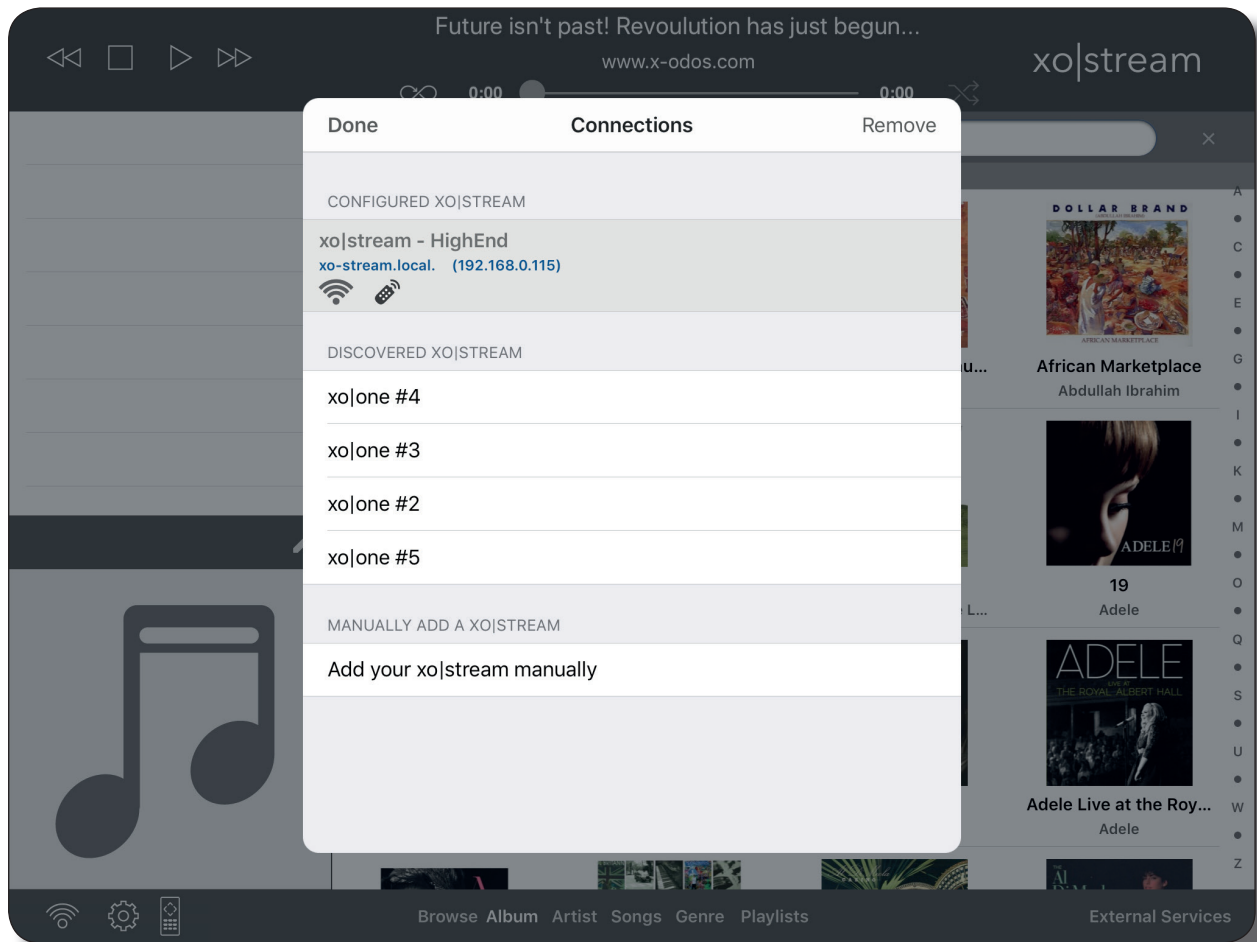 Future isn't past! Revoulution has just begun...
www.x-odos.com
xo|stream
0:00 0:00
Done Connections Remove
CONFIGURED XO|STREAM
xo|stream - HighEnd
xo-stream.local. (192.168.0.115)
DISCOVERED XO|STREAM
xo|one #4
xo|one #3
xo|one #2
xo|one #5
MANUALLY ADD A XO|STREAM
Add your xo|stream manually
DOLLAR BRAND
AFRICAN MARKETPLACE
u...
African Marketplace
Abdullah Ibrahim
ADELE 19
19
L...
Adele
ADELE
LIVE AT
THE ROYAL ALBERT HALL
Adele Live at the Roy...
Adele
A
C
E
G
I
K
M
O
Q
S
U
W
Z
Browse Album Artist Songs Genre Playlists
External Services